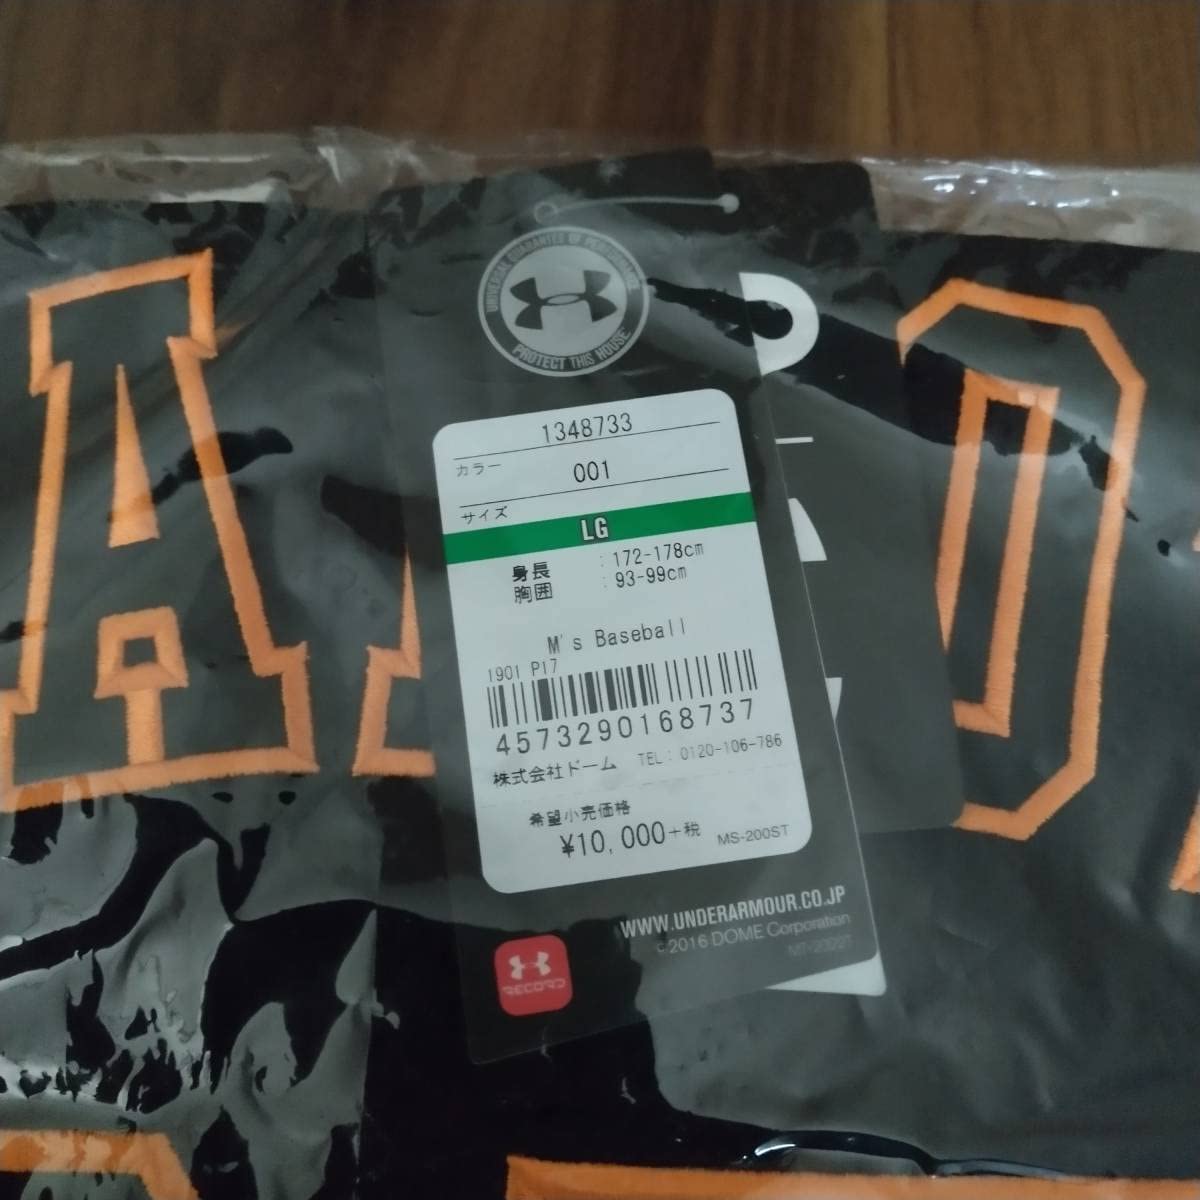 UNIVERSAL GUARANTEE OF PERFORMANCE
PROTECT THIS HOUSE
1348733
カラー 001
サイズ
LG
身長 : 172-178cm
胸囲 : 93-99cm
M's Baseball
1901 P17
4573290168737
株式会社ドーム TEL: 0120-106-786
希望小売価格
¥10,000+税 MS-200ST
WWW.UNDERARMOUR.CO.JP
©2016 DOME Corporation
RECORD
A